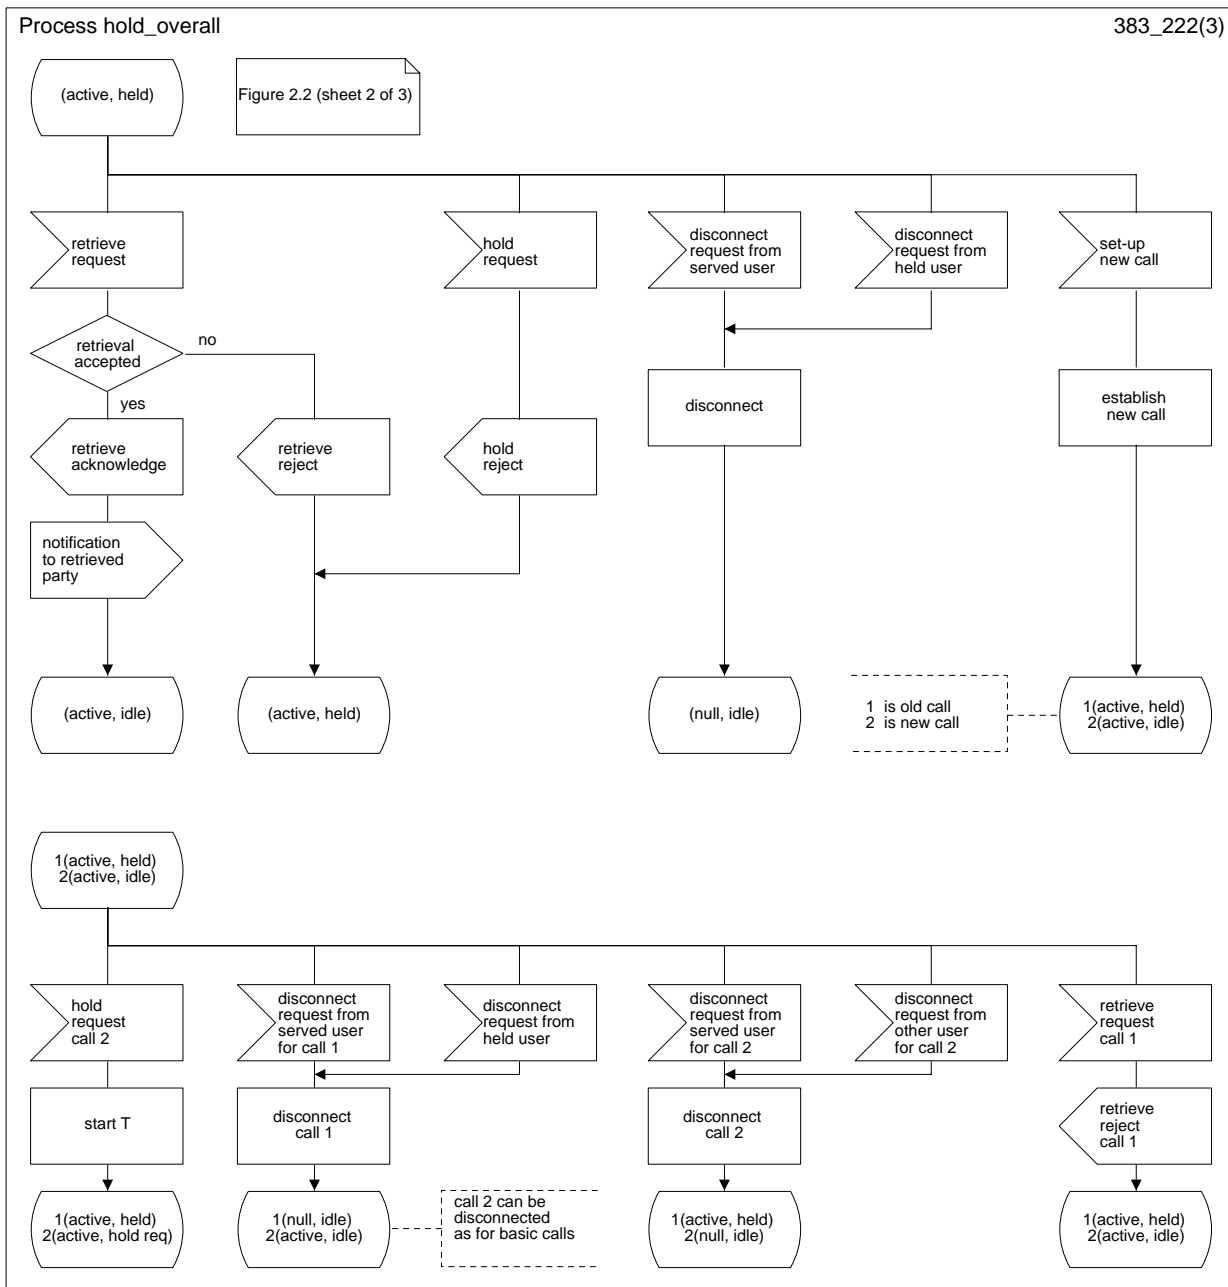 Process hold_overall
383_222(3)
(active, held)
Figure 2.2 (sheet 2 of 3)
retrieve
request
hold
request
disconnect
request from
served user
disconnect
request from
held user
set-up
new call
retrieval
accepted
no
yes
disconnect
establish
new call
retrieve
acknowledge
retrieve
reject
hold
reject
notification
to retrieved
party
(active, idle)
(active, held)
(null, idle)
1 is old call
2 is new call
1(active, held)
2(active, idle)
1(active, held)
2(active, idle)
hold
request
call 2
disconnect
request from
served user
for call 1
disconnect
request from
held user
disconnect
request from
served user
for call 2
disconnect
request from
other user
for call 2
retrieve
request
call 1
start T
disconnect
call 1
disconnect
call 2
retrieve
reject
call 1
1(active, held)
2(active, hold req)
1(null, idle)
2(active, idle)
call 2 can be
disconnected
as for basic calls
1(active, held)
2(null, idle)
1(active, held)
2(active, idle)